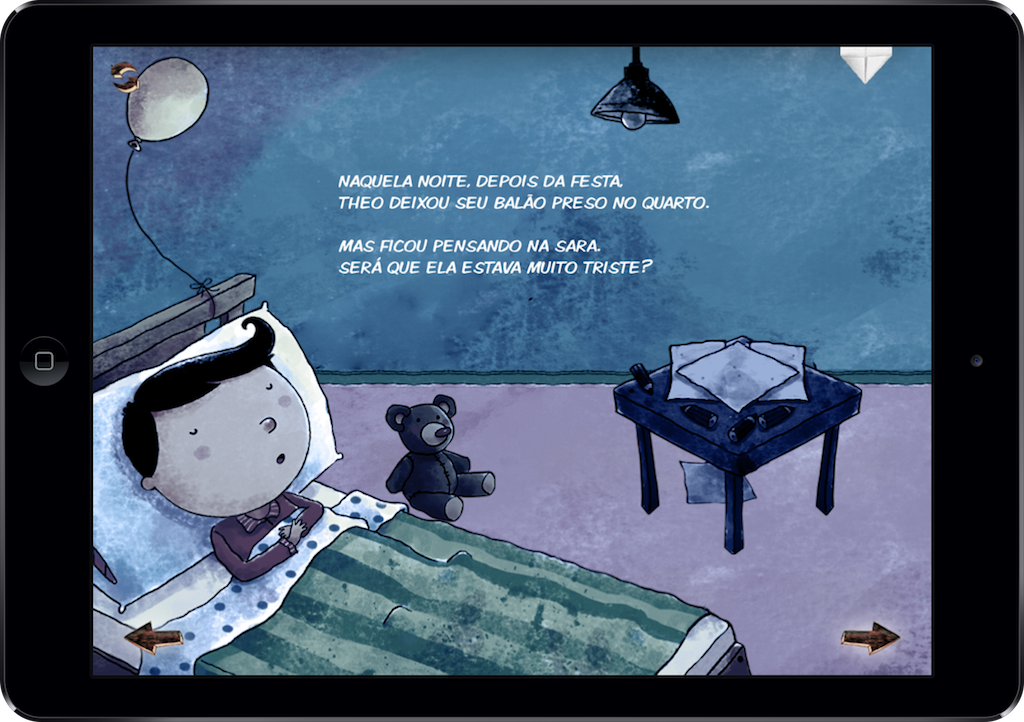 NAQUELA NOITE, DEPOIS DA FESTA,
THEO DEIXOU SEU BALÃO PRESO NO QUARTO.
MAS FICOU PENSANDO NA SARA.
SERÁ QUE ELA ESTAVA MUITO TRISTE?